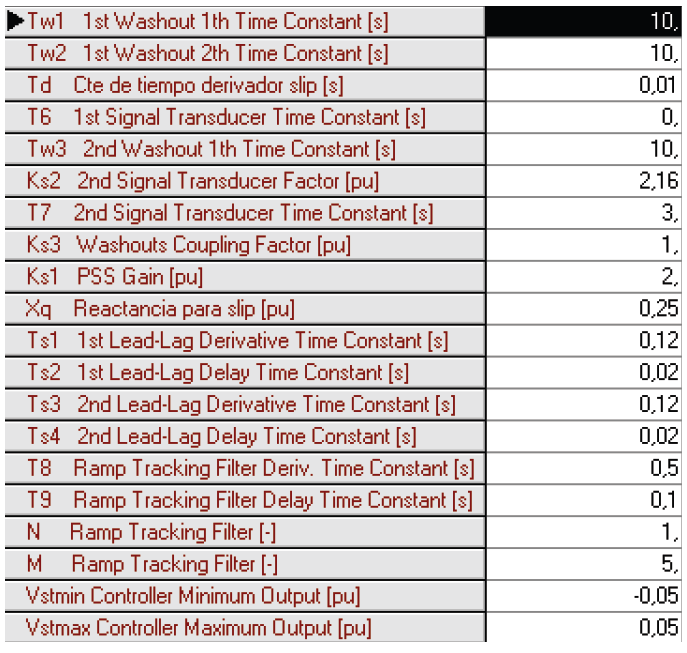 Tw1 1st Washout 1th Time Constant [s] 10,
Tw2 1st Washout 2th Time Constant [s] 10,
Td Cte de tiempo derivador slip [s] 0,01
T6 1st Signal Transducer Time Constant [s] 0,
Tw3 2nd Washout 1th Time Constant [s] 10,
Ks2 2nd Signal Transducer Factor [pu] 2,16
T7 2nd Signal Transducer Time Constant [s] 3,
Ks3 Washouts Coupling Factor [pu] 1,
Ks1 PSS Gain [pu] 2,
Xq Reactancia para slip [pu] 0,25
Ts1 1st Lead-Lag Derivative Time Constant [s] 0,12
Ts2 1st Lead-Lag Delay Time Constant [s] 0,02
Ts3 2nd Lead-Lag Derivative Time Constant [s] 0,12
Ts4 2nd Lead-Lag Delay Time Constant [s] 0,02
T8 Ramp Tracking Filter Deriv. Time Constant [s] 0,5
T9 Ramp Tracking Filter Delay Time Constant [s] 0,1
N Ramp Tracking Filter [-] 1,
M Ramp Tracking Filter [-] 5,
Vstmin Controller Minimum Output [pu] -0,05
Vstmax Controller Maximum Output [pu] 0,05